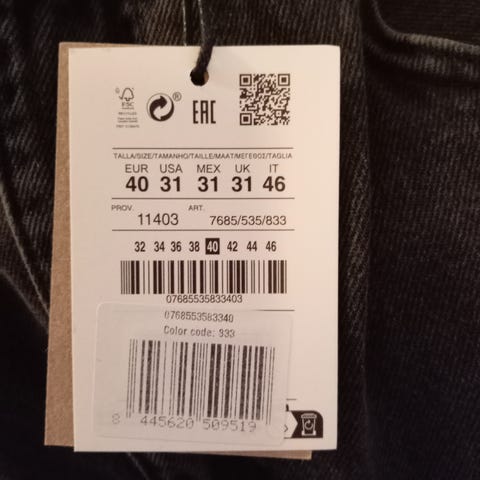 FSC
EAC
TALLA/SIZE/TAMANHO/TAILLE/MAAT/ΜΕΓΕΘΟΣ/TAGLIA
EUR USA MEX UK IT
40 31 31 31 46
PROV. 11403 ART. 7685/535/833
32 34 36 38 40 42 44 46
07685535833403
0768553583340
Color code: 833
8 445620 509519